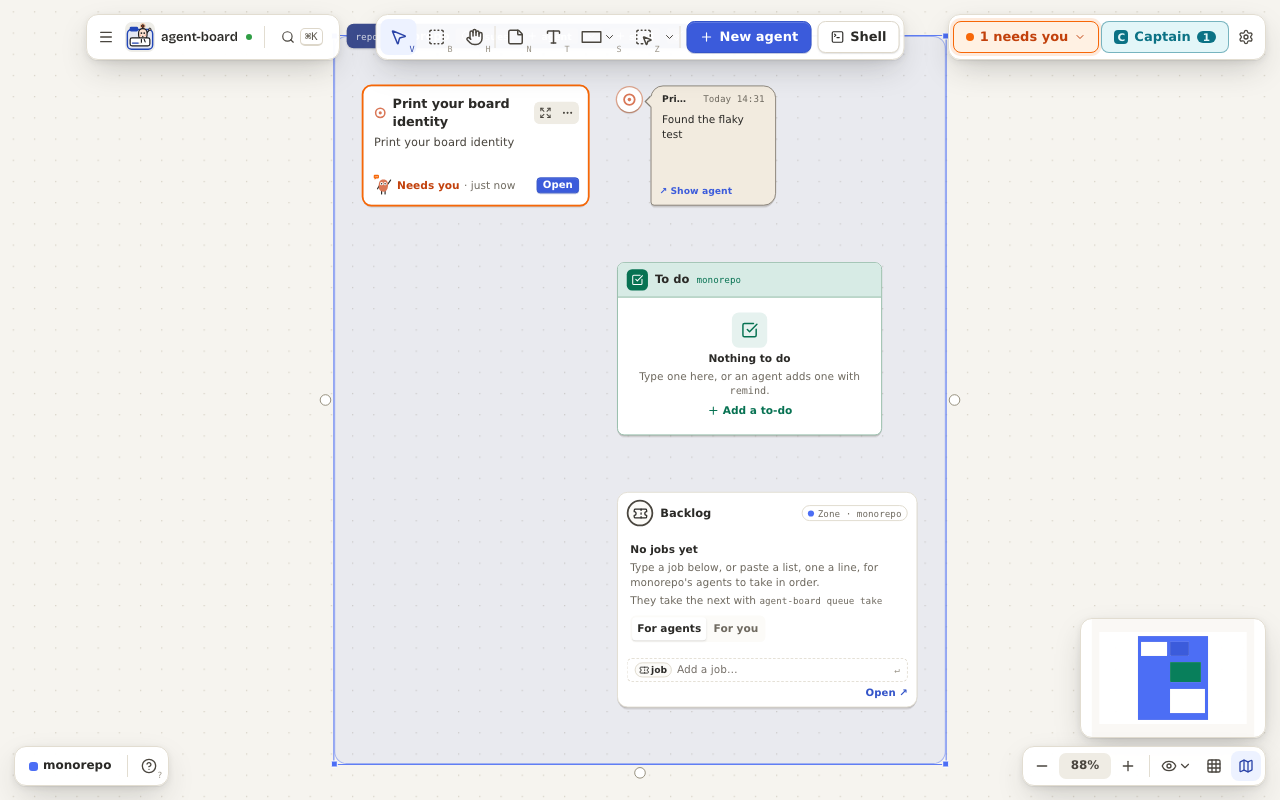 agent-board
⌘K
repo
V
B
H
N
T
S
Z
+ New agent
Shell
1 needs you
C Captain 1
Print your board identity
Print your board identity
Needs you · just now
Open
Pri... Today 14:31
Found the flaky
test
↗ Show agent
To do monorepo
Nothing to do
Type one here, or an agent adds one with
remind.
+ Add a to-do
Backlog
Zone · monorepo
No jobs yet
Type a job below, or paste a list, one a line, for
monorepo's agents to take in order.
They take the next with agent-board queue take
For agents For you
job Add a job... ↵
Open ↗
monorepo
?
88%